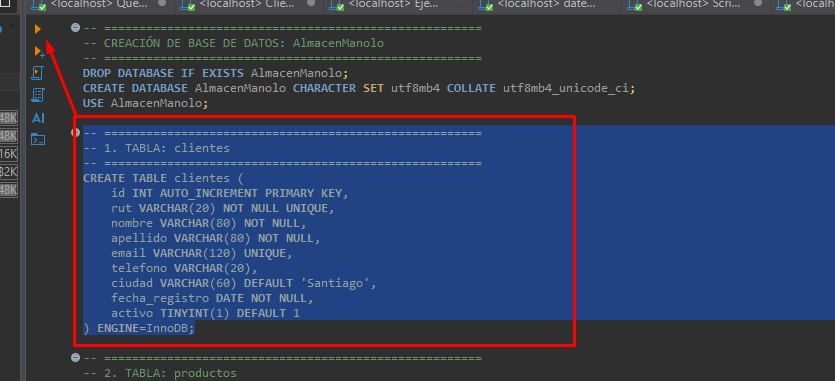 <localhost> Que...
<localhost> Clie...
<localhost> Eje...
<localhost> date...
<localhost> Scri...
-- ======================================================
-- CREACIÓN DE BASE DE DATOS: AlmacenManolo
-- ======================================================
DROP DATABASE IF EXISTS AlmacenManolo;
CREATE DATABASE AlmacenManolo CHARACTER SET utf8mb4 COLLATE utf8mb4_unicode_ci;
USE AlmacenManolo;
-- ======================================================
-- 1. TABLA: clientes
-- ======================================================
CREATE TABLE clientes (
id INT AUTO_INCREMENT PRIMARY KEY,
rut VARCHAR(20) NOT NULL UNIQUE,
nombre VARCHAR(80) NOT NULL,
apellido VARCHAR(80) NOT NULL,
email VARCHAR(120) UNIQUE,
telefono VARCHAR(20),
ciudad VARCHAR(60) DEFAULT 'Santiago',
fecha_registro DATE NOT NULL,
activo TINYINT(1) DEFAULT 1
) ENGINE=InnoDB;
-- ======================================================
-- 2. TABLA: productos
AI
48K
48K
16K
32K
48K